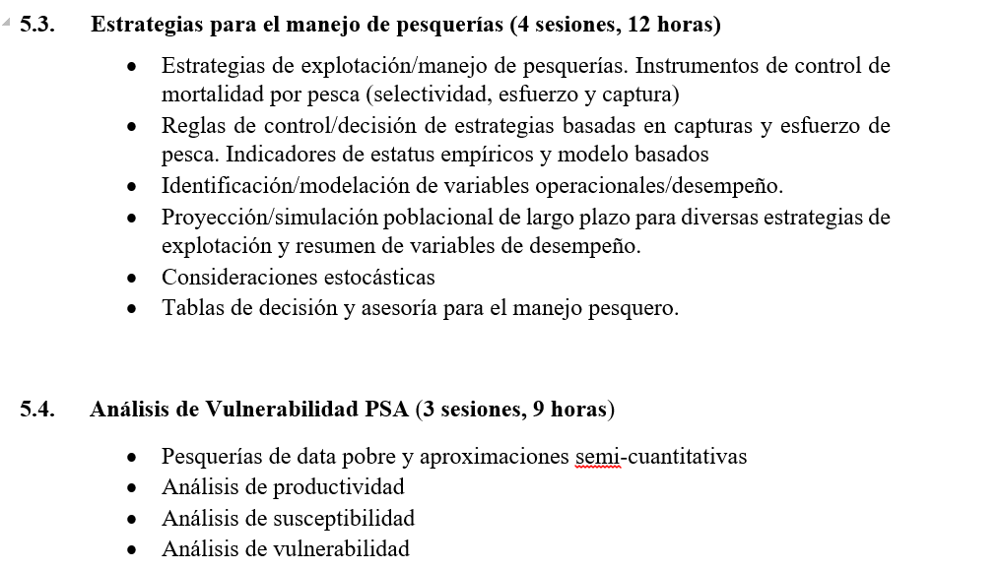 5.3. Estrategias para el manejo de pesquerías (4 sesiones, 12 horas)
• Estrategias de explotación/manejo de pesquerías. Instrumentos de control de
mortalidad por pesca (selectividad, esfuerzo y captura)
• Reglas de control/decisión de estrategias basadas en capturas y esfuerzo de
pesca. Indicadores de estatus empíricos y modelo basados
• Identificación/modelación de variables operacionales/desempeño.
• Proyección/simulación poblacional de largo plazo para diversas estrategias de
explotación y resumen de variables de desempeño.
• Consideraciones estocásticas
• Tablas de decisión y asesoría para el manejo pesquero.
5.4. Análisis de Vulnerabilidad PSA (3 sesiones, 9 horas)
• Pesquerías de data pobre y aproximaciones semi-cuantitativas
• Análisis de productividad
• Análisis de susceptibilidad
• Análisis de vulnerabilidad